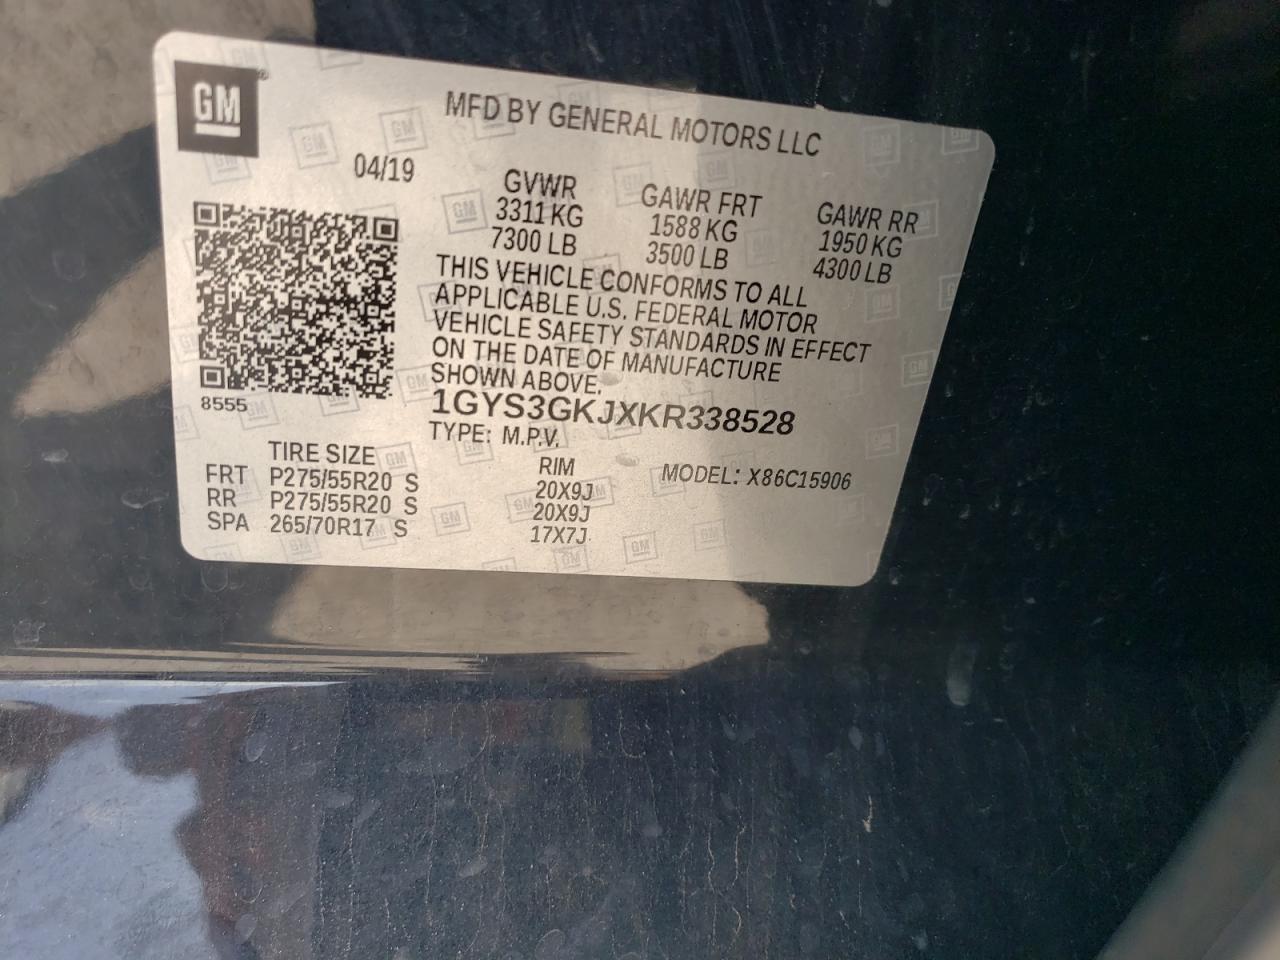 GM
®
MFD BY GENERAL MOTORS LLC
04/19
GVWR GAWR FRT GAWR RR
3311 KG 1588 KG 1950 KG
7300 LB 3500 LB 4300 LB
THIS VEHICLE CONFORMS TO ALL
APPLICABLE U.S. FEDERAL MOTOR
VEHICLE SAFETY STANDARDS IN EFFECT
ON THE DATE OF MANUFACTURE
SHOWN ABOVE.
8555
1GYS3GKJXKR338528
TYPE: M.P.V.
TIRE SIZE RIM MODEL: X86C15906
FRT P275/55R20 S 20X9J
RR P275/55R20 S 20X9J
SPA 265/70R17 S 17X7J